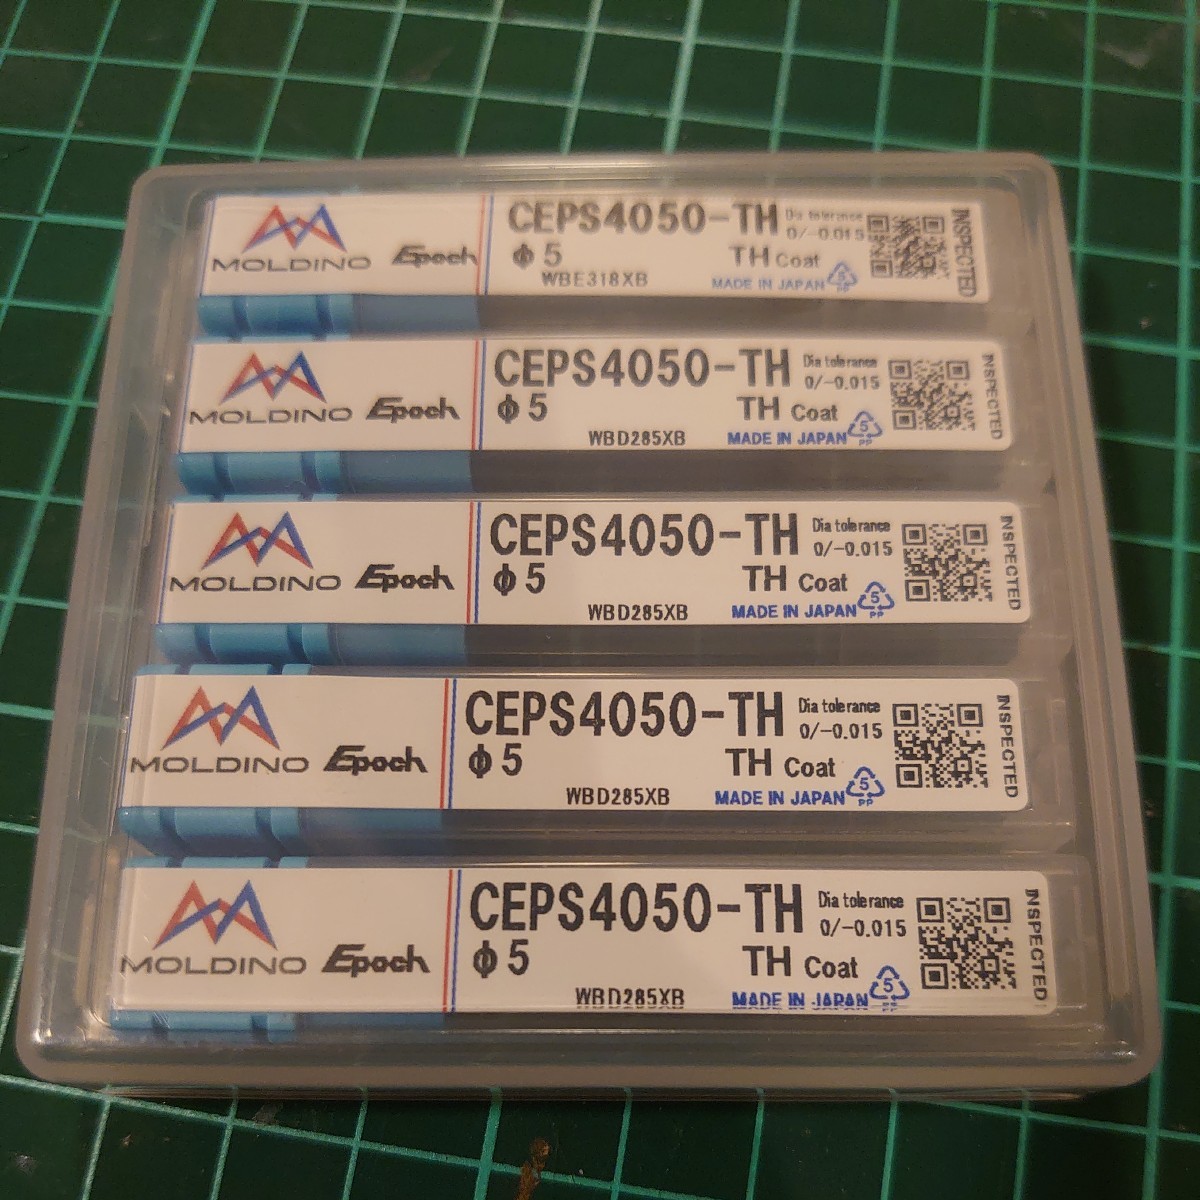 MOLDINO Epoch CEPS4050-TH Dia tolerance 0/-0.015
φ5 TH Coat INSPECTED
WBE318XB MADE IN JAPAN 5 PP
MOLDINO Epoch CEPS4050-TH Dia tolerance 0/-0.015
φ5 TH Coat INSPECTED
WBD285XB MADE IN JAPAN 5 PP
MOLDINO Epoch CEPS4050-TH Dia tolerance 0/-0.015
φ5 TH Coat INSPECTED
WBD285XB MADE IN JAPAN 5 PP
MOLDINO Epoch CEPS4050-TH Dia tolerance 0/-0.015
φ5 TH Coat INSPECTED
WBD285XB MADE IN JAPAN 5 PP
MOLDINO Epoch CEPS4050-TH Dia tolerance 0/-0.015
φ5 TH Coat INSPECTED
WBD285XB MADE IN JAPAN 5 PP